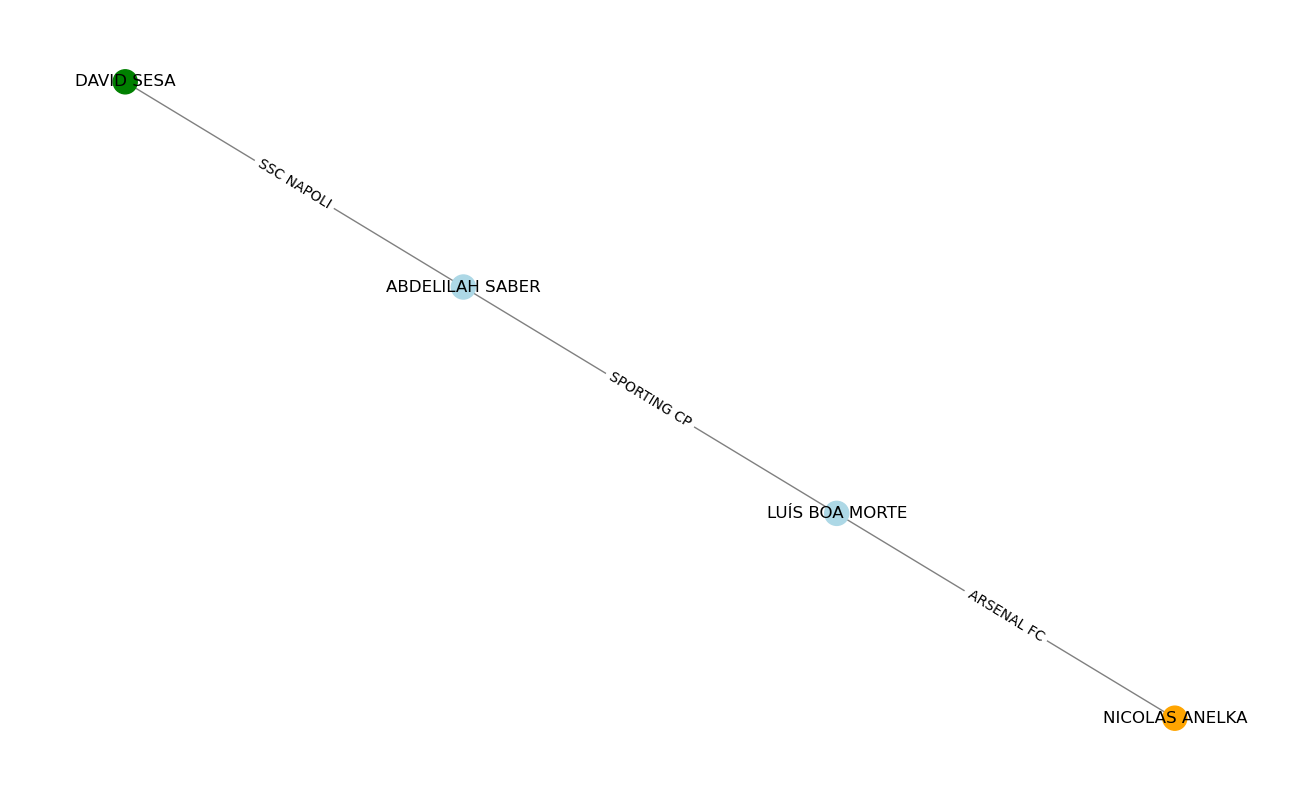 DAVID SESA
SSC NAPOLI
ABDELILAH SABER
SPORTING CP
LUÍS BOA MORTE
ARSENAL FC
NICOLAS ANELKA